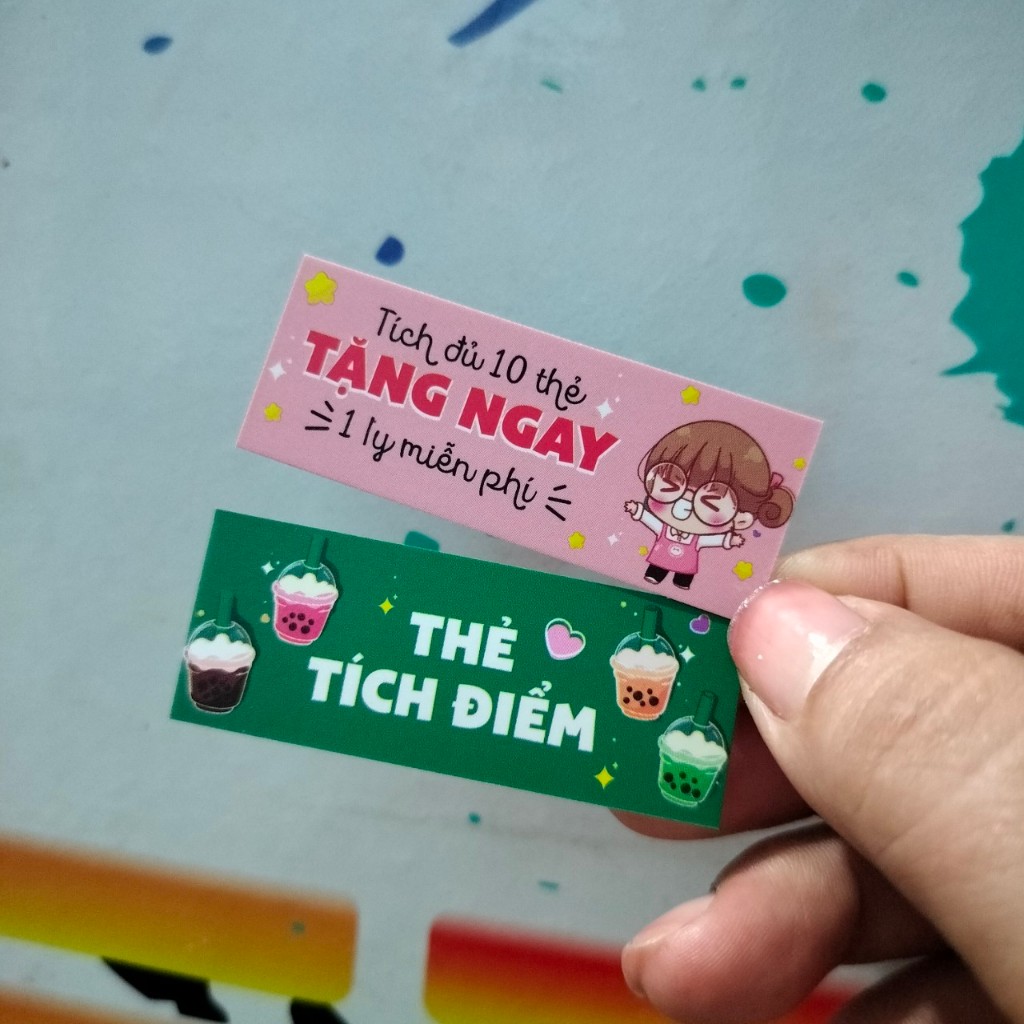 Tích đủ 10 thẻ
TẶNG NGAY
1 ly miễn phí
THẺ
TÍCH ĐIỂM